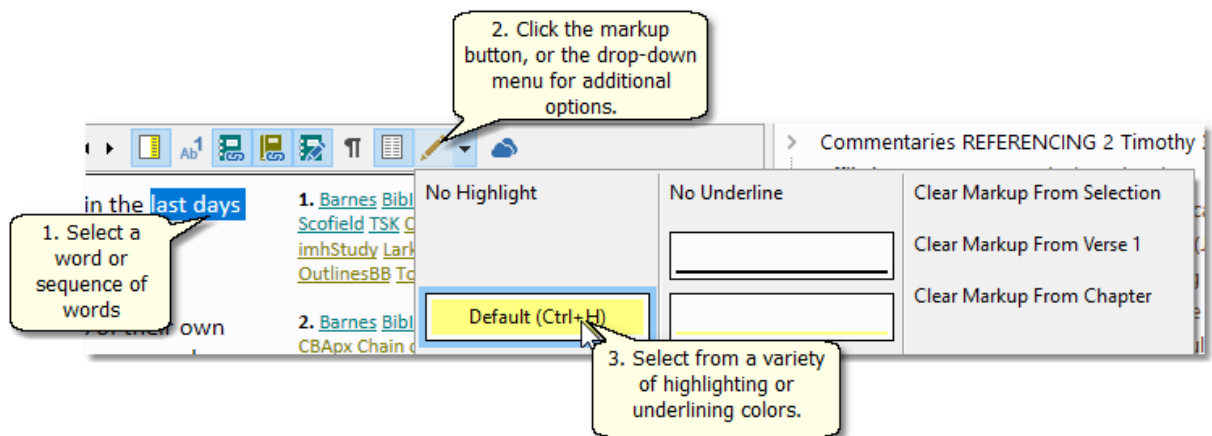 2. Click the markup
button, or the drop-down
menu for additional
options.
Ab1
Commentaries REFERENCING 2 Timothy
in the last days
1. Barnes
Scofield TSK
imhStudy
OutlinesBB
1. Select a
word or
sequence of
words
own
2. Barnes
CBApx Chain
No Highlight
No Underline
Clear Markup From Selection
Clear Markup From Verse 1
Clear Markup From Chapter
Default (Ctrl+H)
3. Select from a variety
of highlighting or
underlining colors.